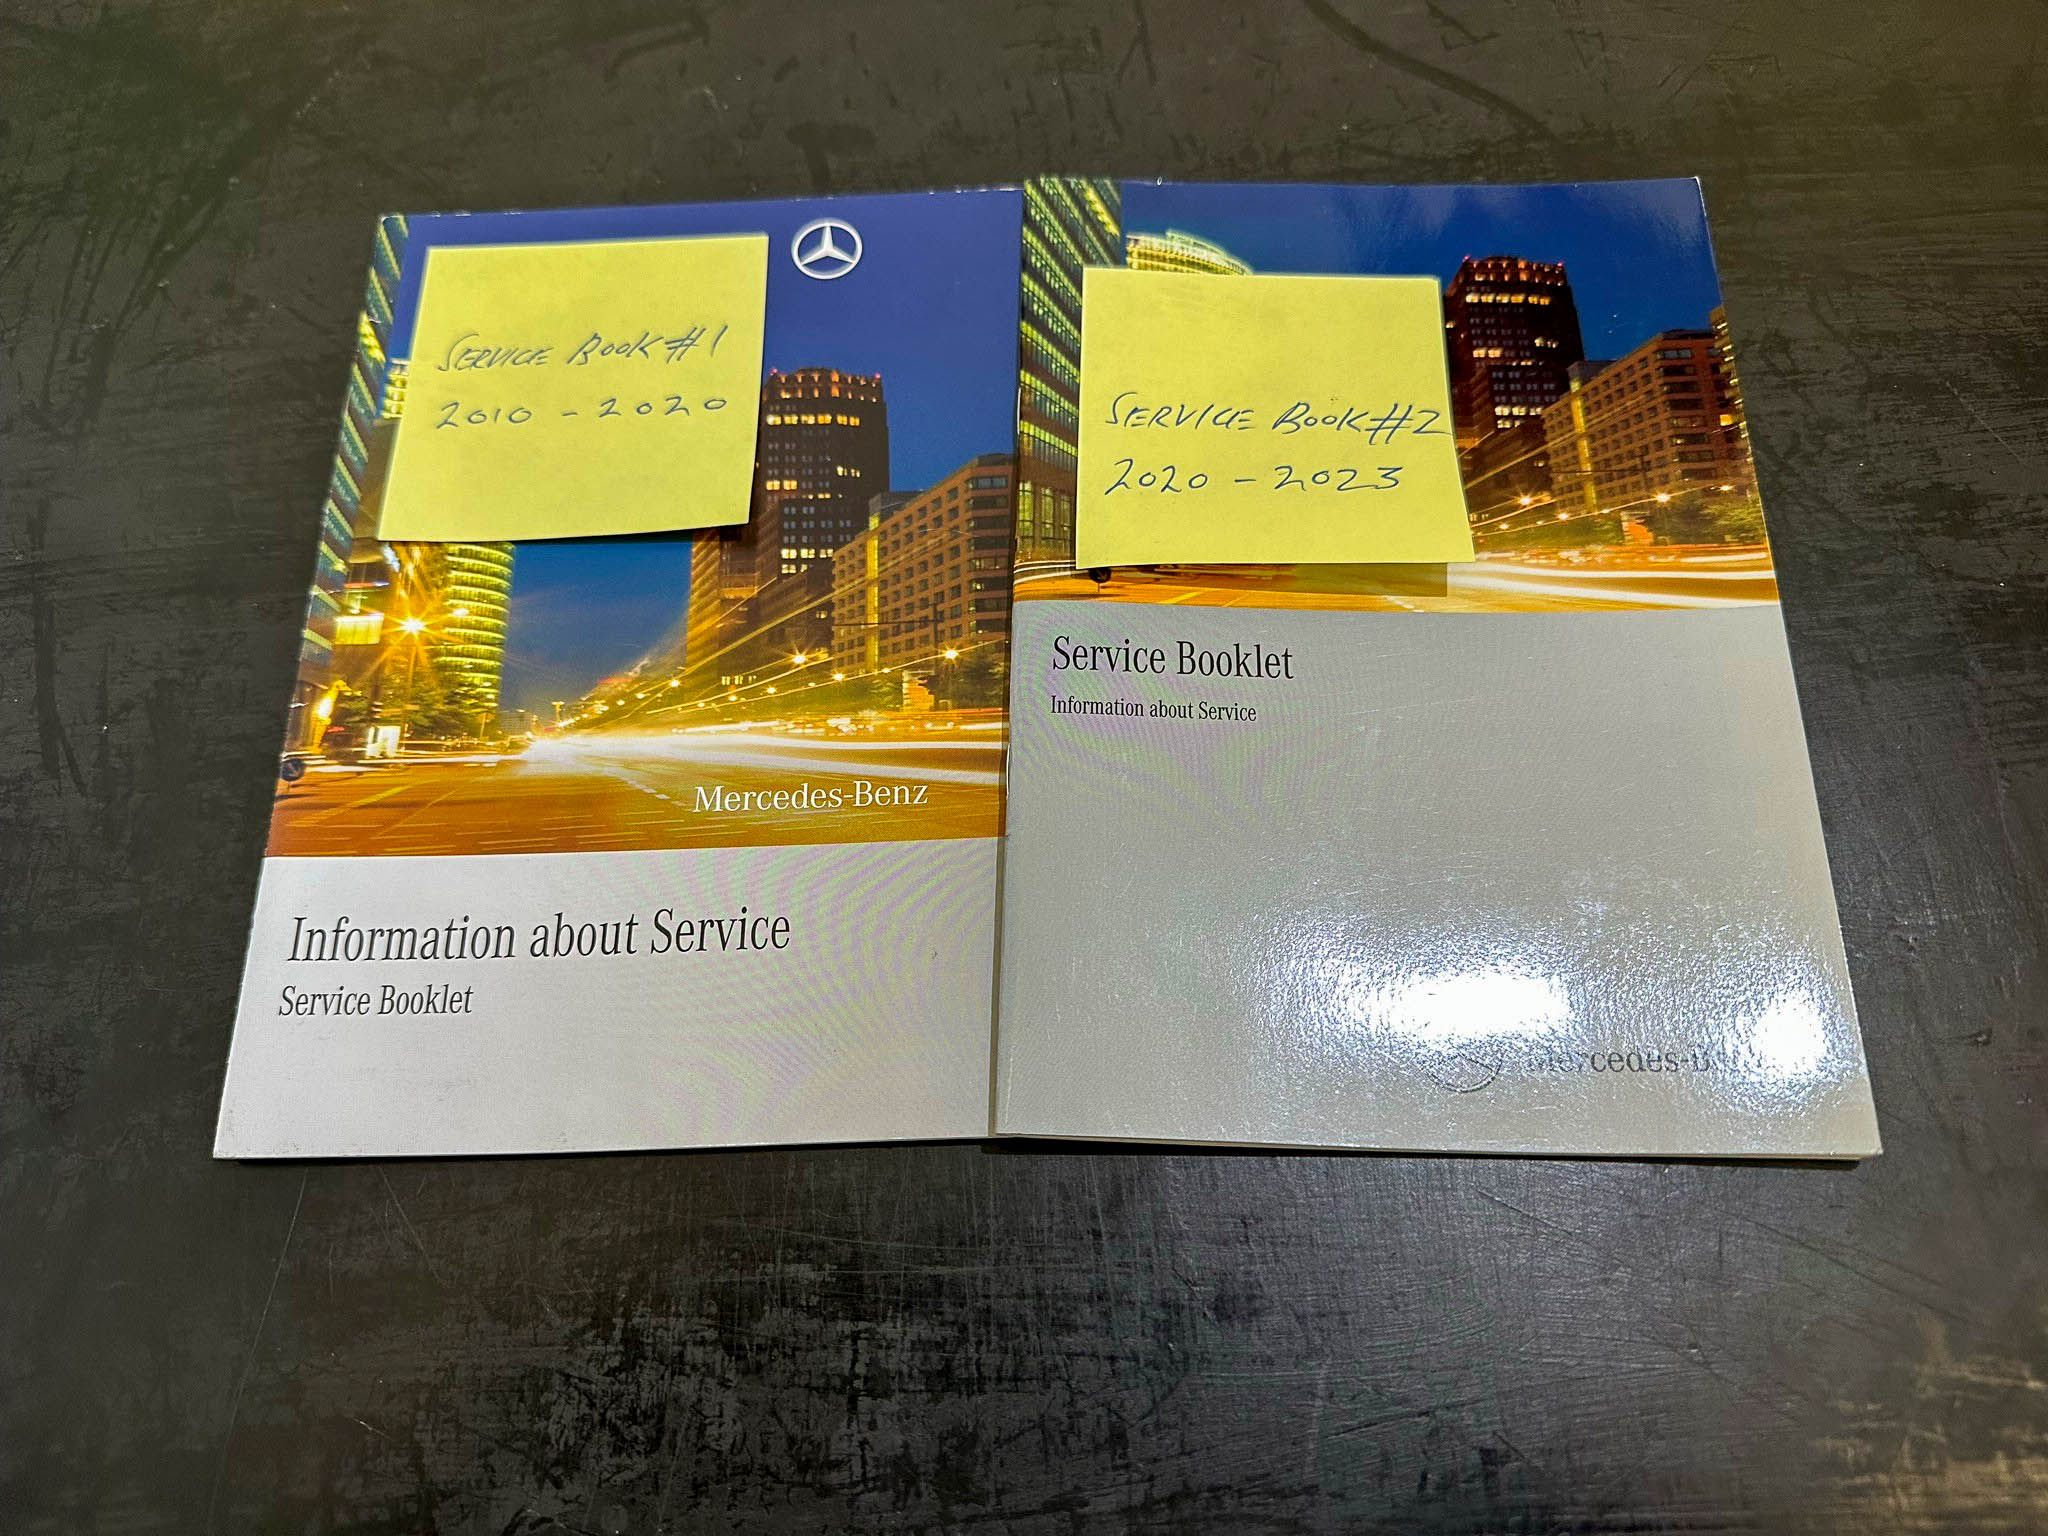 SERVICE BOOK #1
2010 - 2020
Mercedes-Benz
Information about Service
Service Booklet
SERVICE BOOK #2
2020 - 2023
Service Booklet
Information about Service